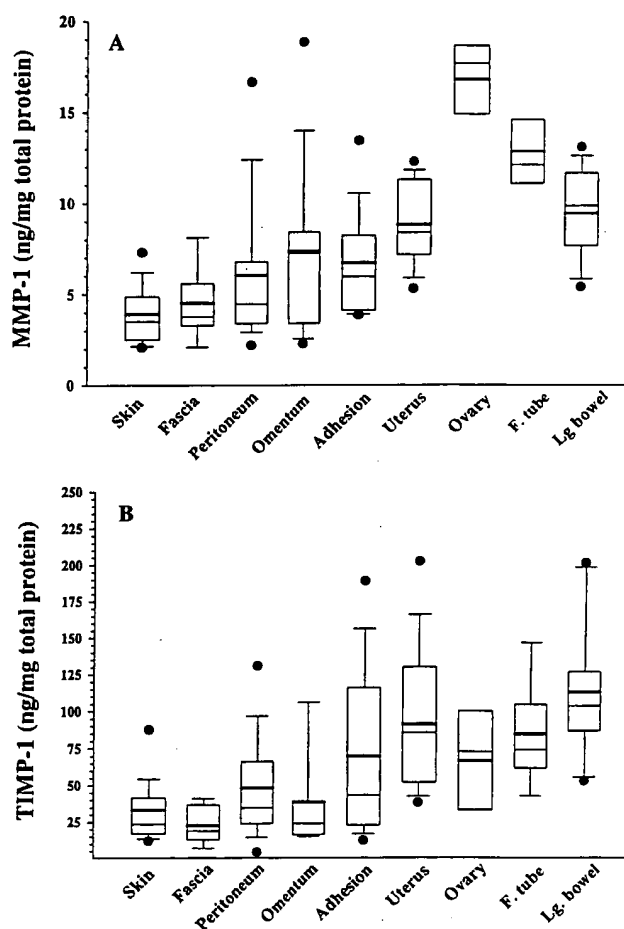 A
MMP-1 (ng/mg total protein)
20
15
10
5
0
Skin
Fascia
Peritoneum
Omentum
Adhesion
Uterus
Ovary
F. tube
Lg bowel
B
TIMP-1 (ng/mg total protein)
250
225
200
175
150
125
100
75
50
25
Skin
Fascia
Peritoneum
Omentum
Adhesion
Uterus
Ovary
F. tube
Lg. bowel